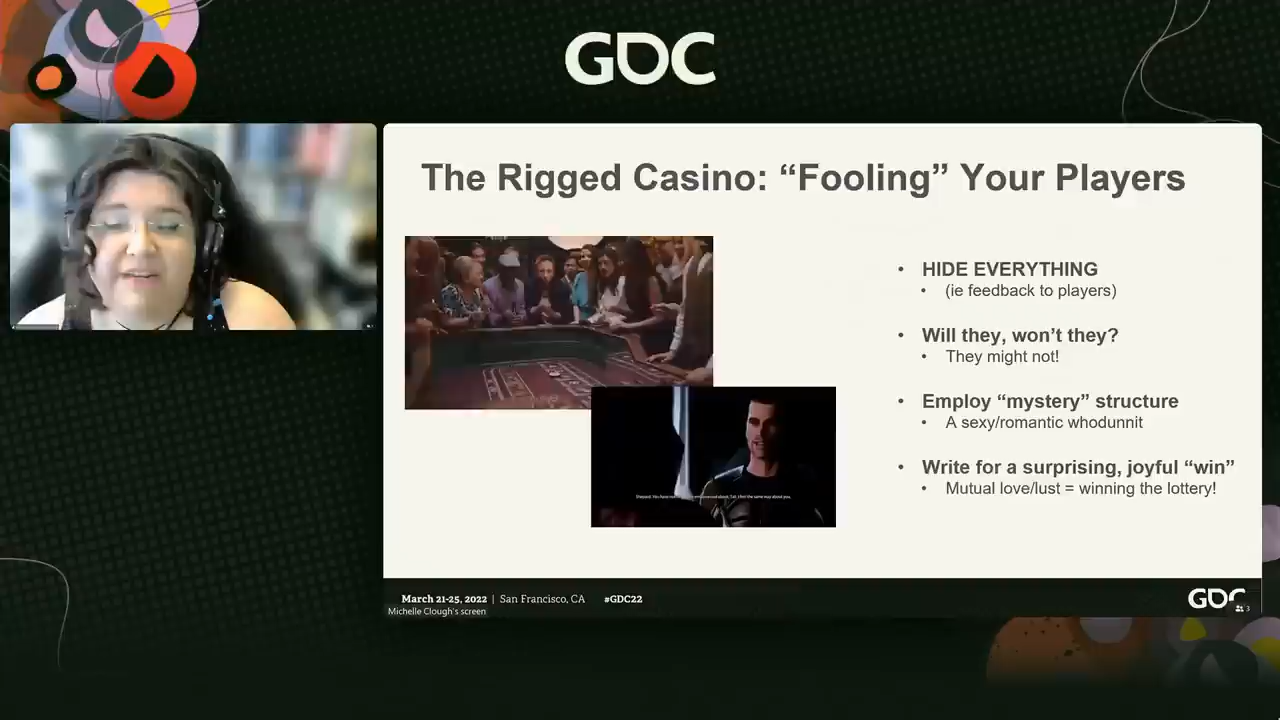 GDC
The Rigged Casino: “Fooling” Your Players
• HIDE EVERYTHING
• (ie feedback to players)
• Will they, won’t they?
• They might not!
• Employ “mystery” structure
• A sexy/romantic whodunnit
• Write for a surprising, joyful “win”
• Mutual love/lust = winning the lottery!
March 21-25, 2022 | San Francisco, CA #GDC22
GDC
Michelle Clough's screen
3